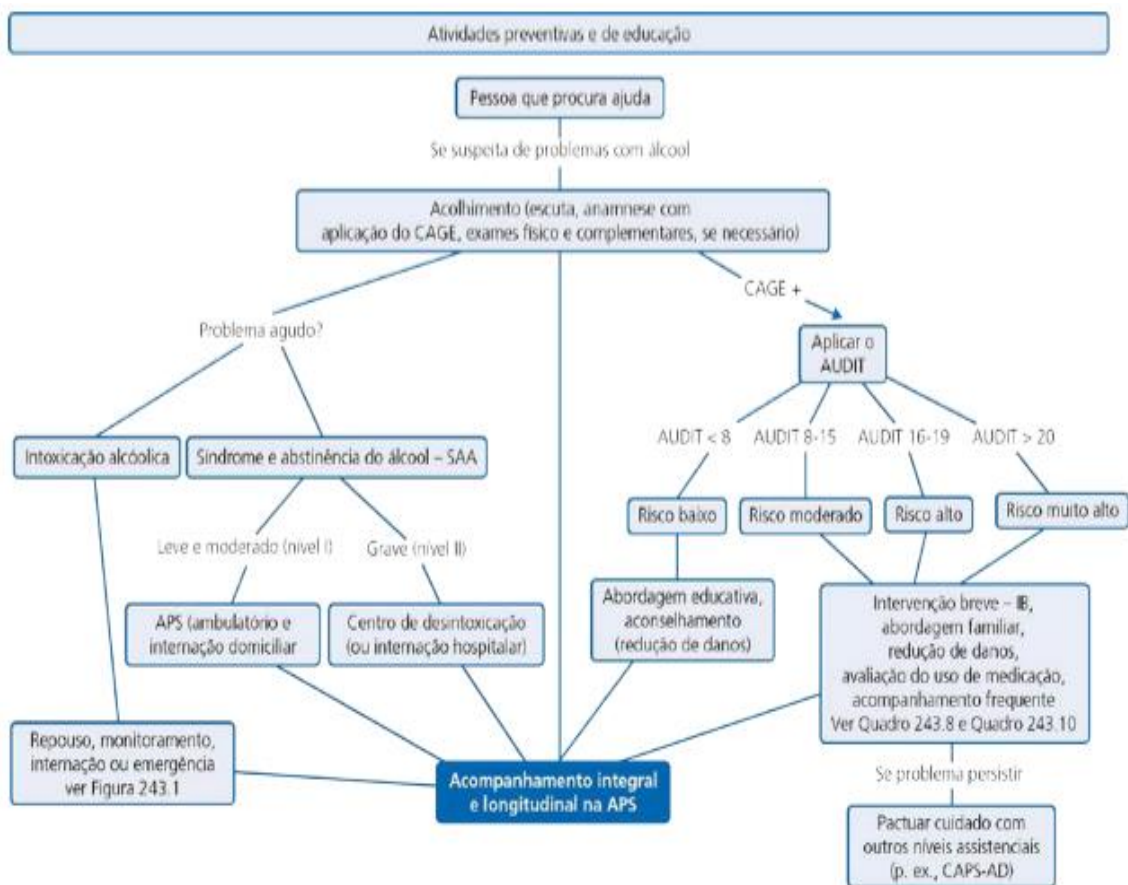 Atividades preventivas e de educação
Pessoa que procura ajuda
Se suspeita de problemas com álcool
Acolhimento (escuta, anamnese com
aplicação do CAGE, exames físico e complementares, se necessário)
CAGE +
Problema agudo?
Aplicar o
AUDIT
AUDIT < 8
AUDIT 8-15
AUDIT 16-19
AUDIT > 20
Intoxicação alcóolica
Síndrome e abstinência do álcool – SAA
Risco baixo
Risco moderado
Risco alto
Risco muito alto
Leve e moderado (nível I)
Grave (nível II)
APS (ambulatório e
internação domiciliar
Centro de desintoxicação
(ou internação hospitalar)
Abordagem educativa,
aconselhamento
(redução de danos)
Intervenção breve – IB,
abordagem familiar,
redução de danos,
avaliação do uso de medicação,
acompanhamento frequente
Ver Quadro 243.8 e Quadro 243.10
Repouso, monitoramento,
internação ou emergência
ver Figura 243.1
Acompanhamento integral
e longitudinal na APS
Se problema persistir
Pactuar cuidado com
outros níveis assistenciais
(p. ex., CAPS-AD)